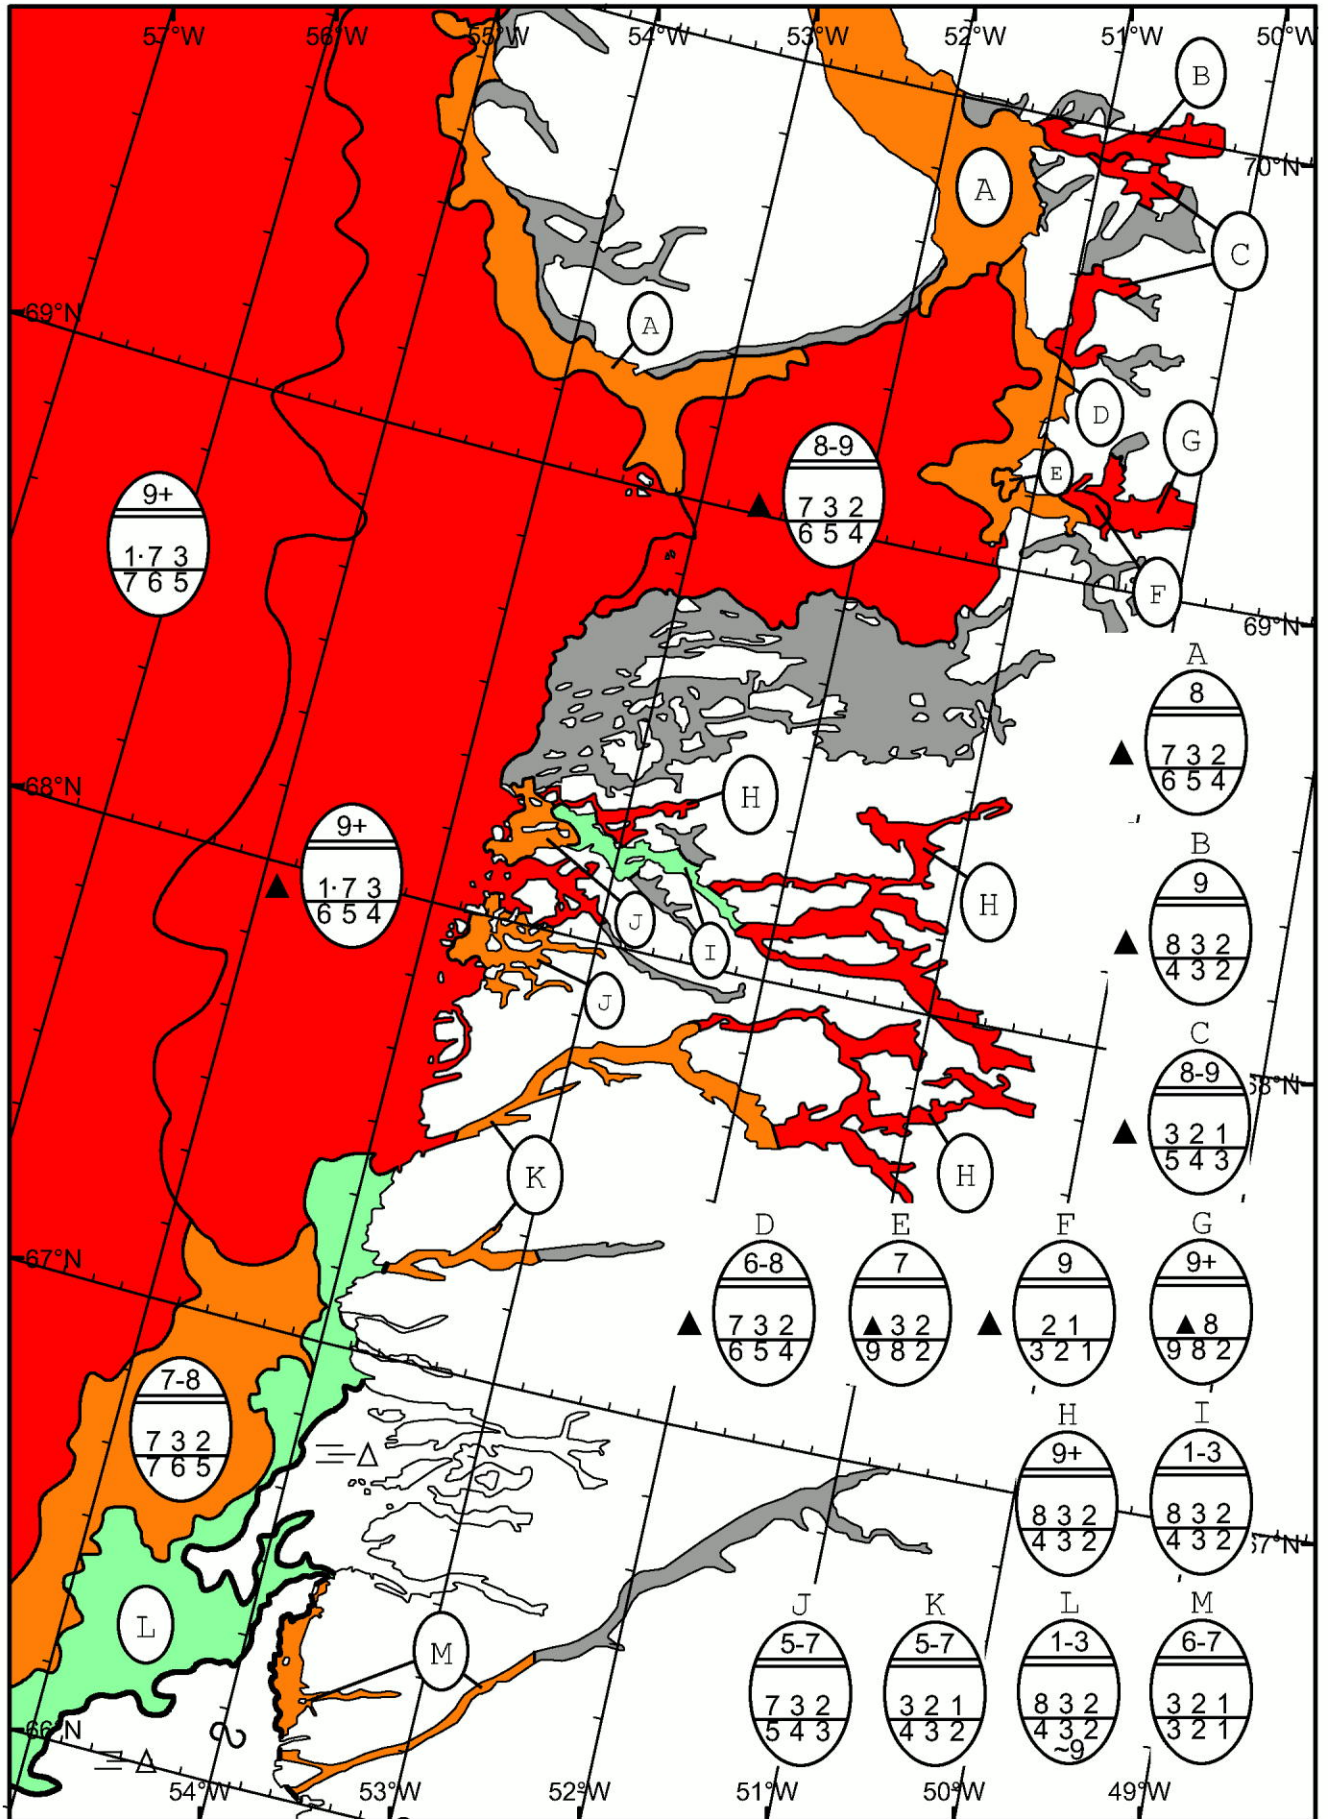 57°W 56°W 55°W 54°W 53°W 52°W 51°W 50°W
B
70°N
A
C
69°N
A
D
G
8-9
7 3 2
6 5 4
E
9+
1·7 3
7 6 5
F
69°N
A
8
7 3 2
6 5 4
68°N
H
9+
1·7 3
6 5 4
B
9
8 3 2
4 3 2
H
J
I
J
C
8-9
3 2 1
5 4 3
68°N
K
H
D
6-8
7 3 2
6 5 4
E
7
▲ 3 2
9 8 2
F
9
2 1
3 2 1
G
9+
▲ 8
9 8 2
67°N
7-8
7 3 2
7 6 5
H
9+
8 3 2
4 3 2
I
1-3
8 3 2
4 3 2
67°N
L
M
J
5-7
7 3 2
5 4 3
K
5-7
3 2 1
4 3 2
L
1-3
8 3 2
4 3 2
~9
M
6-7
3 2 1
3 2 1
66°N
2
54°W 53°W 52°W 51°W 50°W 49°W